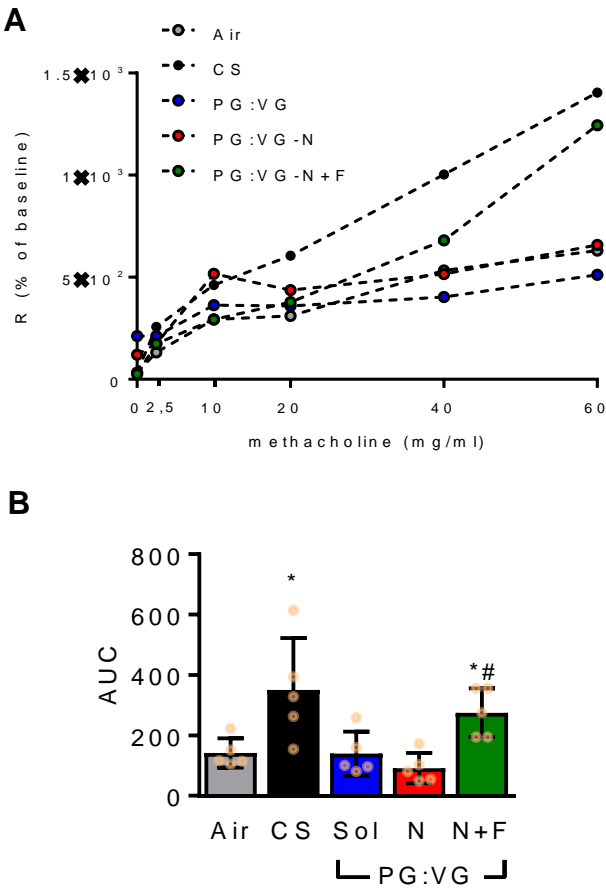 A
Air
CS
PG:VG
PG:VG-N
PG:VG-N+F
R (% of baseline)
1.5✖10³
1✖10³
5✖10²
0
0 2,5 10 20 40 60
methacholine (mg/ml)
B
AUC
800
600
400
200
0
*
*#
Air CS Sol N N+F
PG:VG